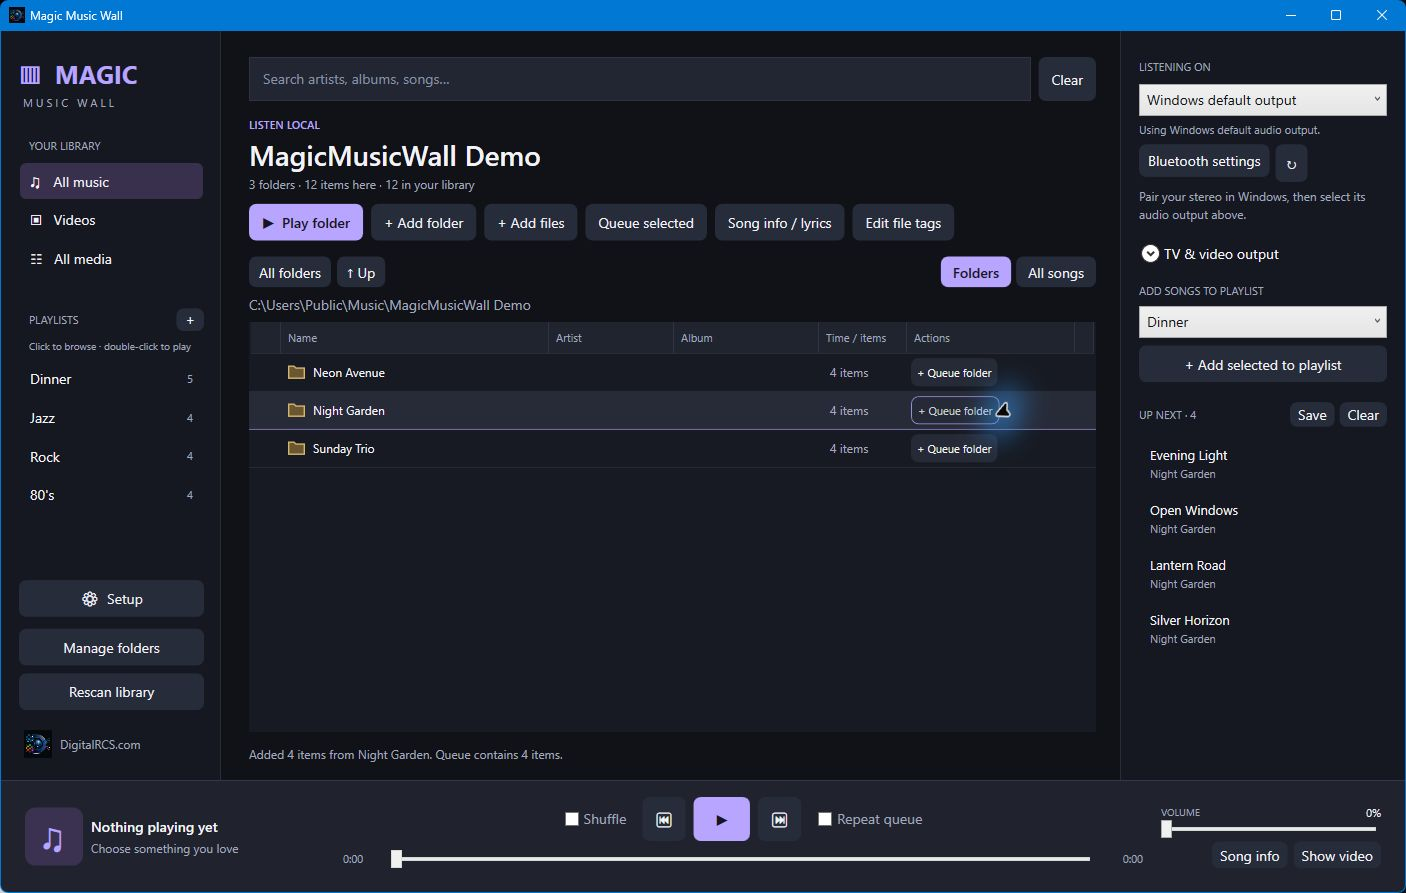 Magic Music Wall
MAGIC
MUSIC WALL
YOUR LIBRARY
All music
Videos
All media
PLAYLISTS
+
Click to browse · double-click to play
Dinner 5
Jazz 4
Rock 4
80's 4
Setup
Manage folders
Rescan library
DigitalRCS.com
Search artists, albums, songs...
Clear
LISTEN LOCAL
MagicMusicWall Demo
3 folders · 12 items here · 12 in your library
Play folder
+ Add folder
+ Add files
Queue selected
Song info / lyrics
Edit file tags
All folders
↑ Up
Folders
All songs
C:\Users\Public\Music\MagicMusicWall Demo
Name Artist Album Time / items Actions
Neon Avenue 4 items + Queue folder
Night Garden 4 items + Queue folder
Sunday Trio 4 items + Queue folder
Added 4 items from Night Garden. Queue contains 4 items.
LISTENING ON
Windows default output
Using Windows default audio output.
Bluetooth settings
Pair your stereo in Windows, then select its
audio output above.
TV & video output
ADD SONGS TO PLAYLIST
Dinner
+ Add selected to playlist
UP NEXT · 4
Save
Clear
Evening Light
Night Garden
Open Windows
Night Garden
Lantern Road
Night Garden
Silver Horizon
Night Garden
Nothing playing yet
Choose something you love
Shuffle
Repeat queue
0:00
0:00
VOLUME 0%
Song info
Show video